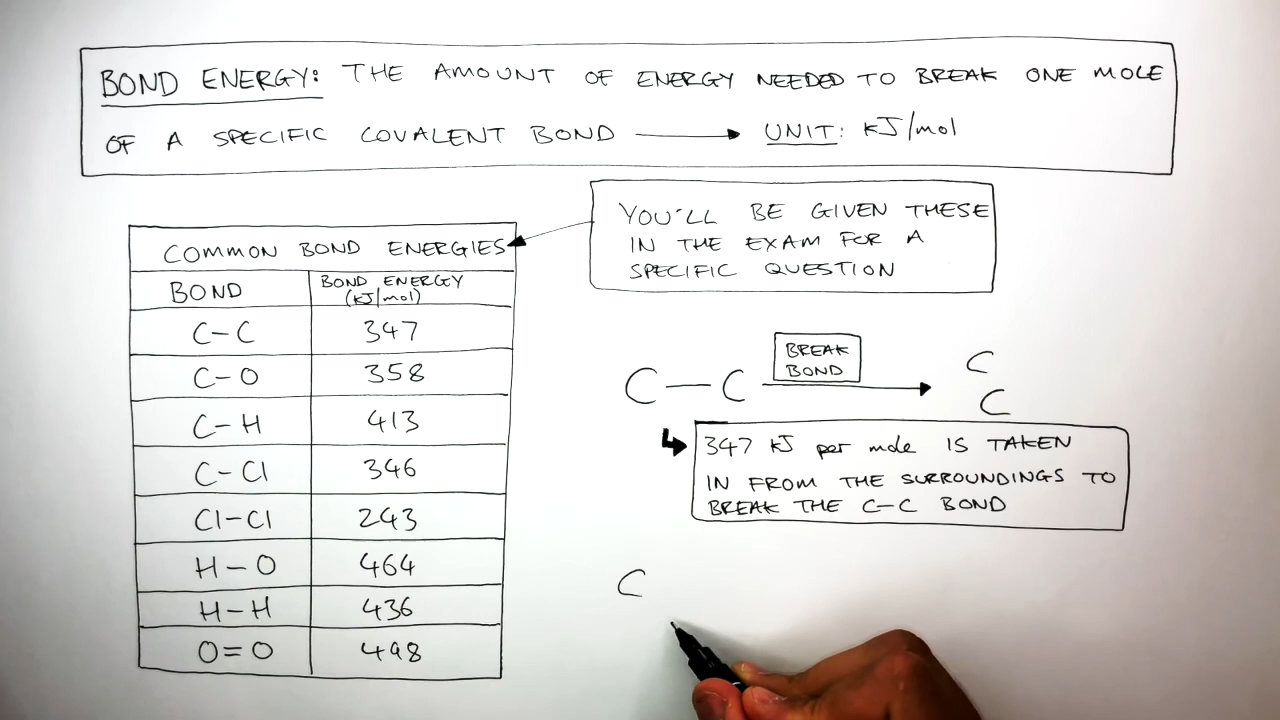 BOND ENERGY: THE AMOUNT OF ENERGY NEEDED TO BREAK ONE MOLE
OF A SPECIFIC COVALENT BOND → UNIT: KJ/mol
YOU'LL BE GIVEN THESE
IN THE EXAM FOR A
SPECIFIC QUESTION
COMMON BOND ENERGIES
BOND BOND ENERGY
(KJ/mol)
C-C 347
C-O 358
C-H 413
C-Cl 346
Cl-Cl 243
H-O 464
H-H 436
O=O 498
BREAK
BOND
C-C → C
C
347 KJ per mole IS TAKEN
IN FROM THE SURROUNDINGS TO
BREAK THE C-C BOND
C